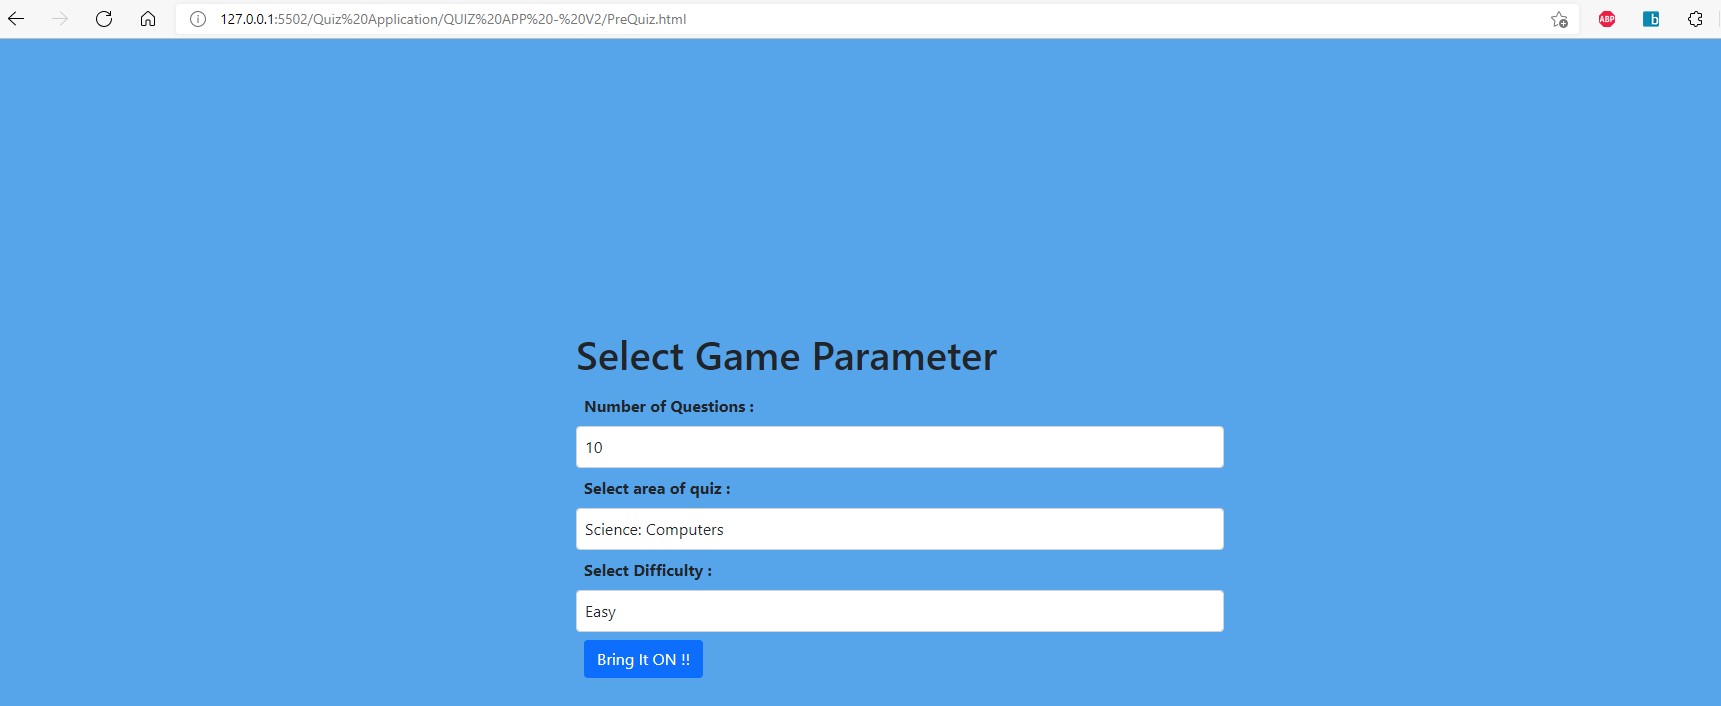 127.0.0.1:5502/Quiz%20Application/QUIZ%20APP%20-%20V2/PreQuiz.html
ABP
b
Select Game Parameter
Number of Questions :
10
Select area of quiz :
Science: Computers
Select Difficulty :
Easy
Bring It ON !!